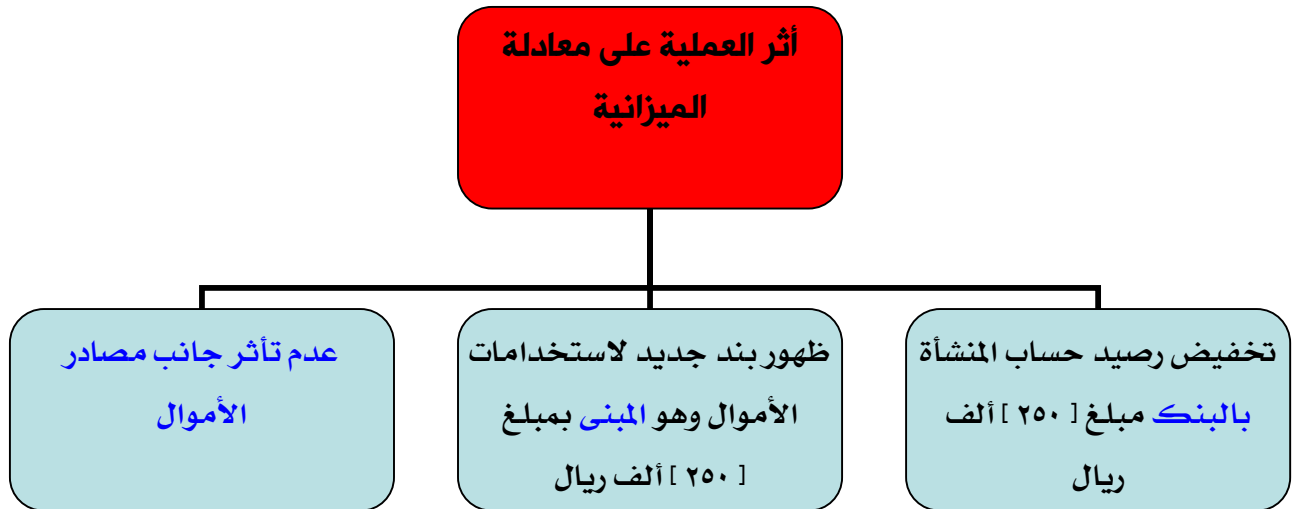 أثر العملية على معادلة
الميزانية
تخفيض رصيد حساب المنشأة
بالبنك مبلغ [ ٢٥٠ ] ألف
ريال
ظهور بند جديد لاستخدامات
الأموال وهو المبنى بمبلغ
[ ٢٥٠ ] ألف ريال
عدم تأثر جانب مصادر
الأموال